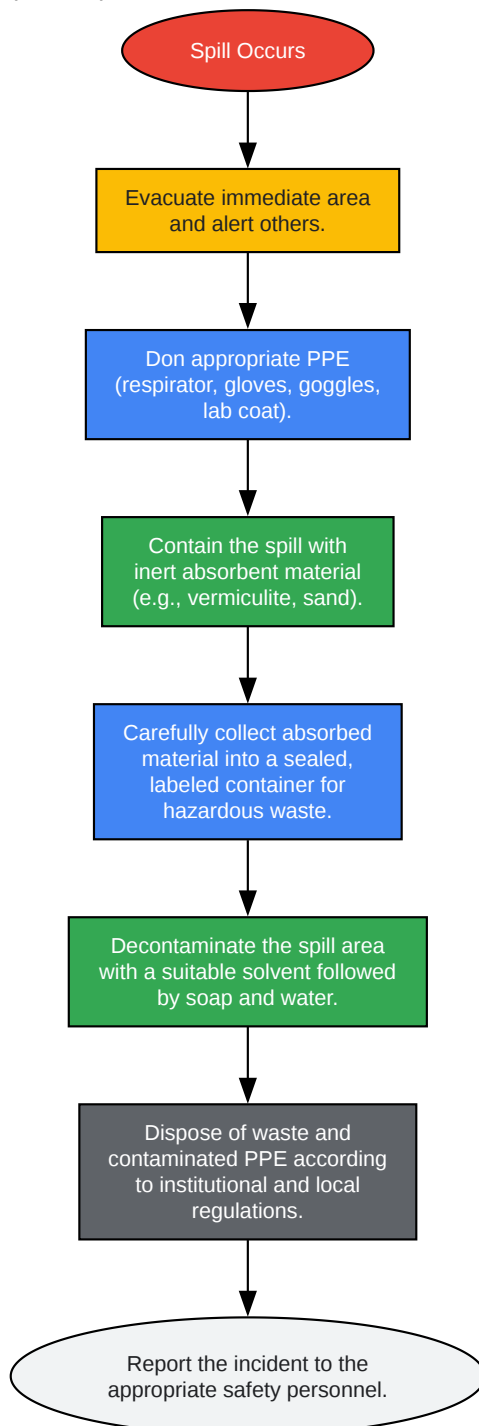 Spill Occurs
Evacuate immediate area
and alert others.
Don appropriate PPE
(respirator, gloves, goggles,
lab coat).
Contain the spill with
inert absorbent material
(e.g., vermiculite, sand).
Carefully collect absorbed
material into a sealed,
labeled container for
hazardous waste.
Decontaminate the spill area
with a suitable solvent followed
by soap and water.
Dispose of waste and
contaminated PPE according
to institutional and local
regulations.
Report the incident to the
appropriate safety personnel.